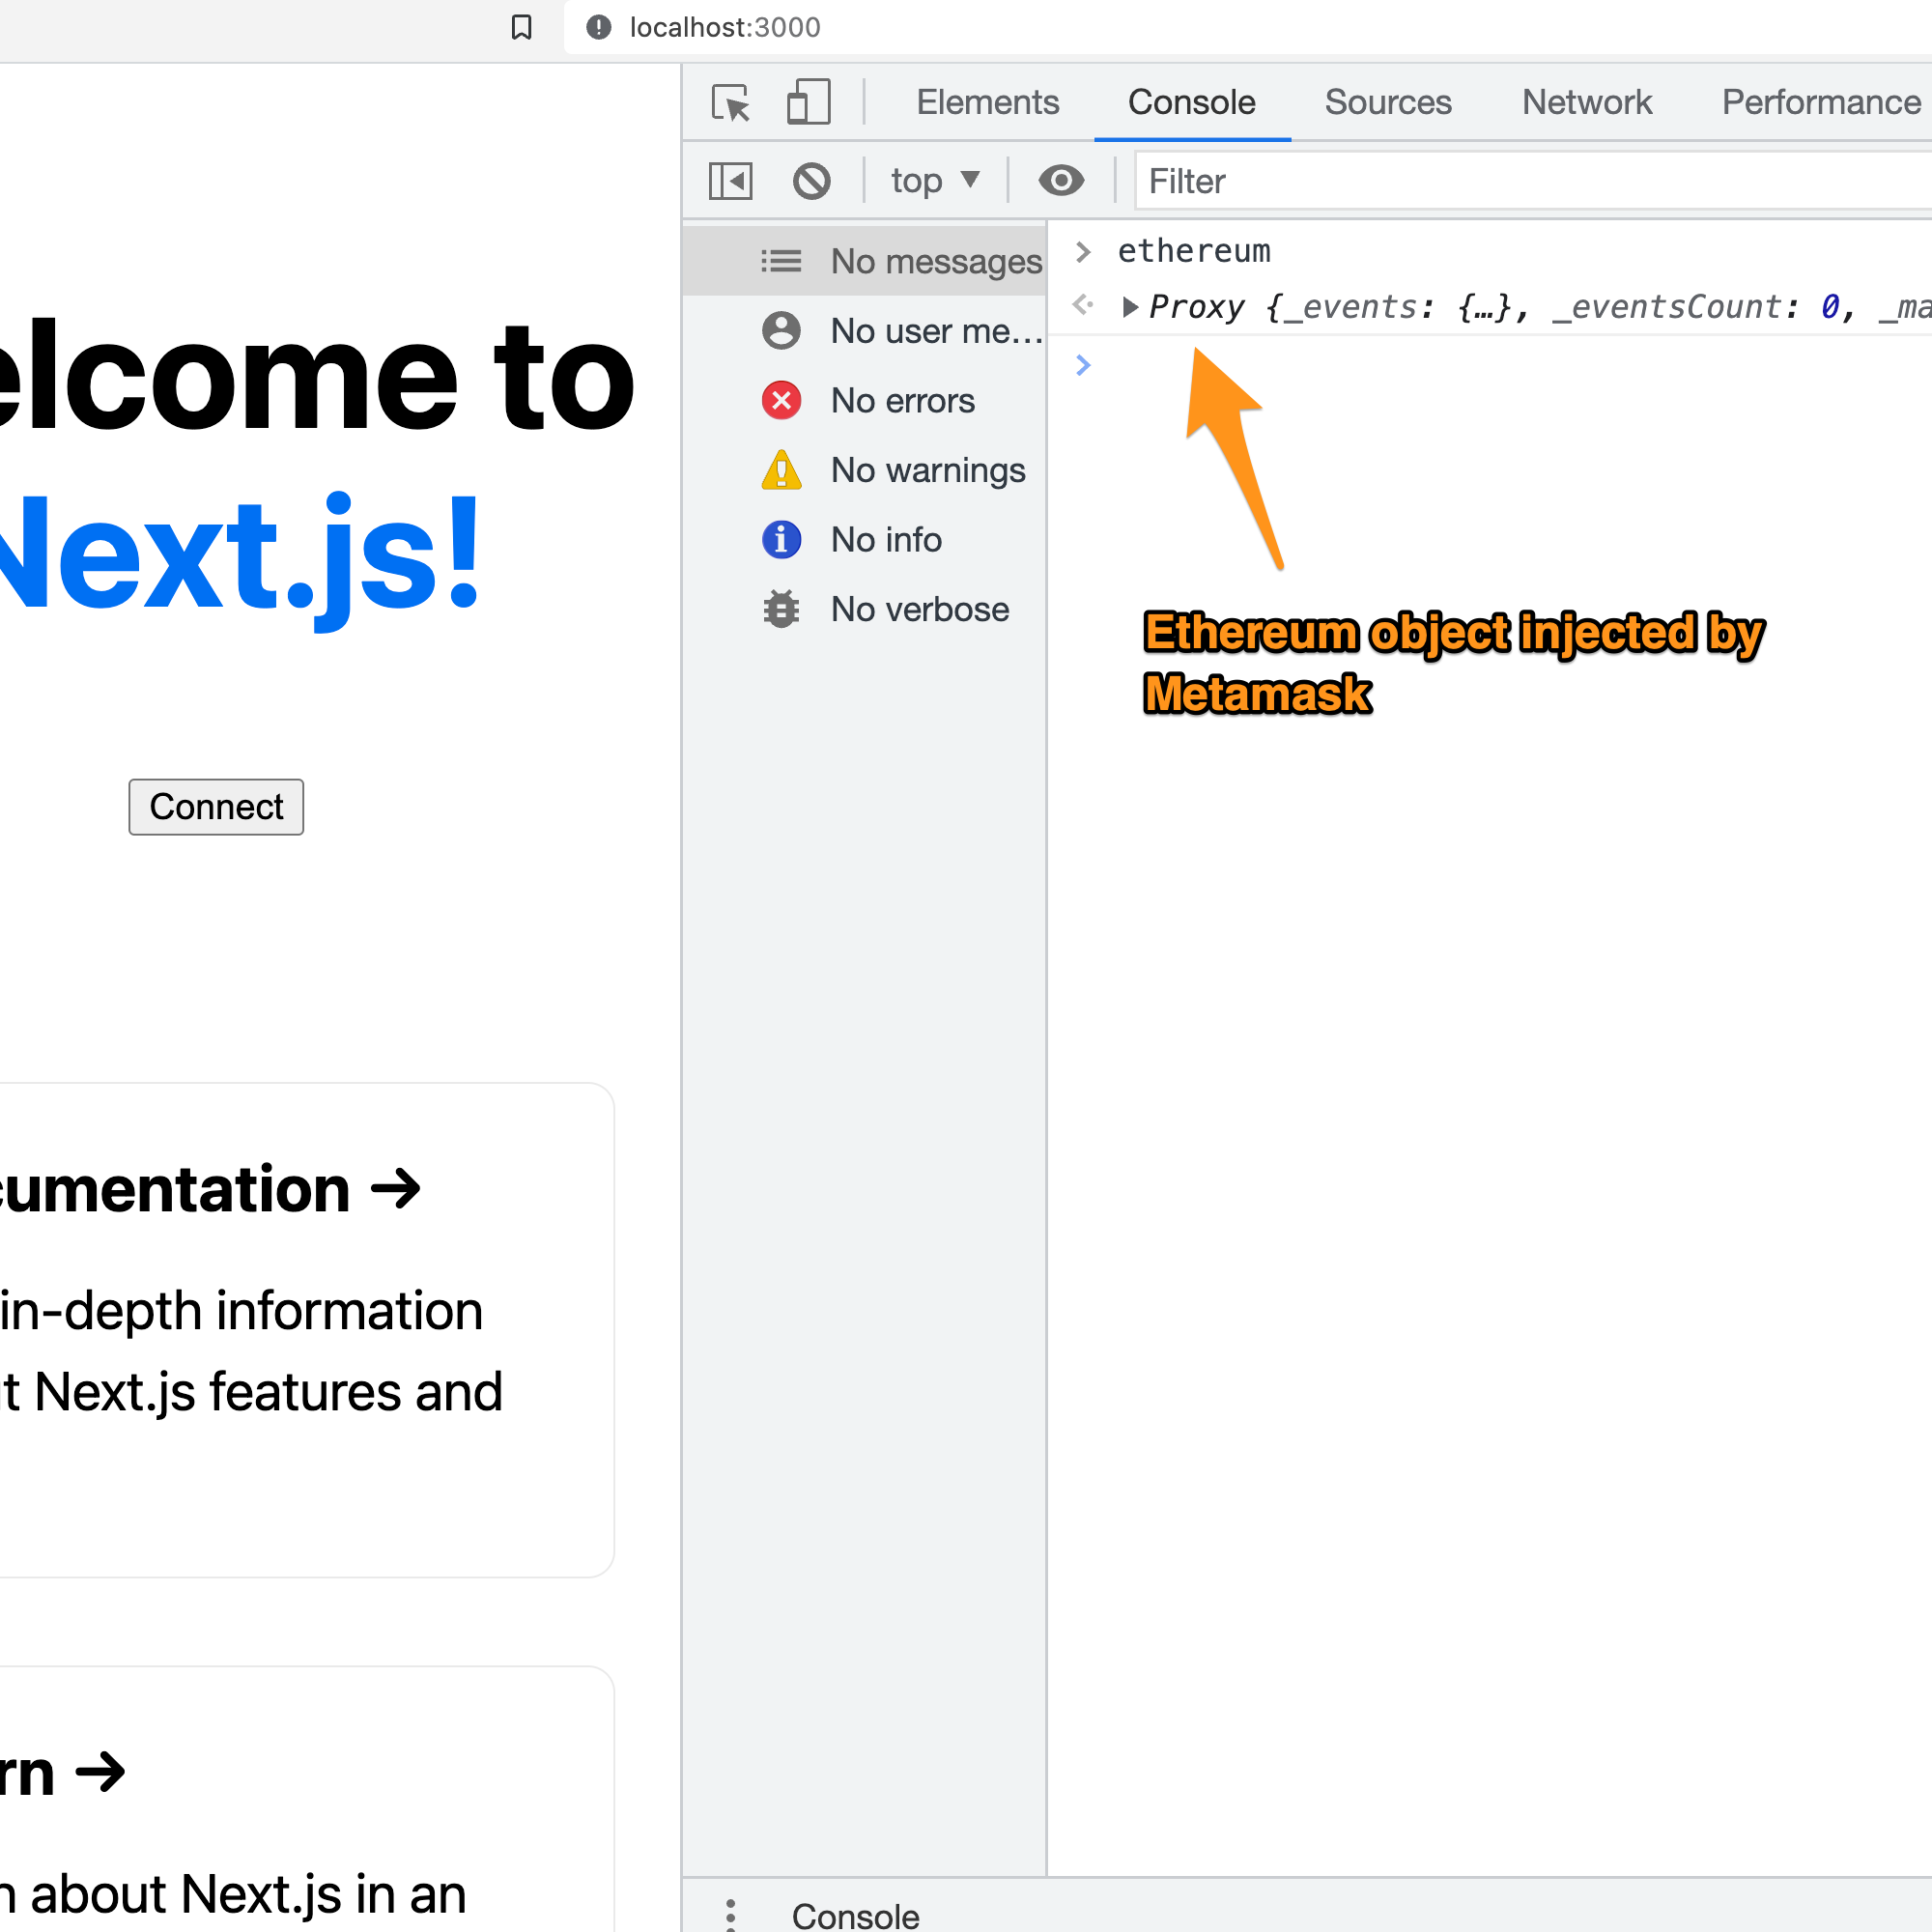 localhost:3000
elcome to
Next.js!
Connect
cumentation →
in-depth information
t Next.js features and
rn →
n about Next.js in an
Elements Console Sources Network Performance
top ▼ Filter
No messages
No user me...
No errors
No warnings
No info
No verbose
> ethereum
Proxy {_events: {…}, _eventsCount: 0, _ma
>
Ethereum object injected by
Metamask
Console